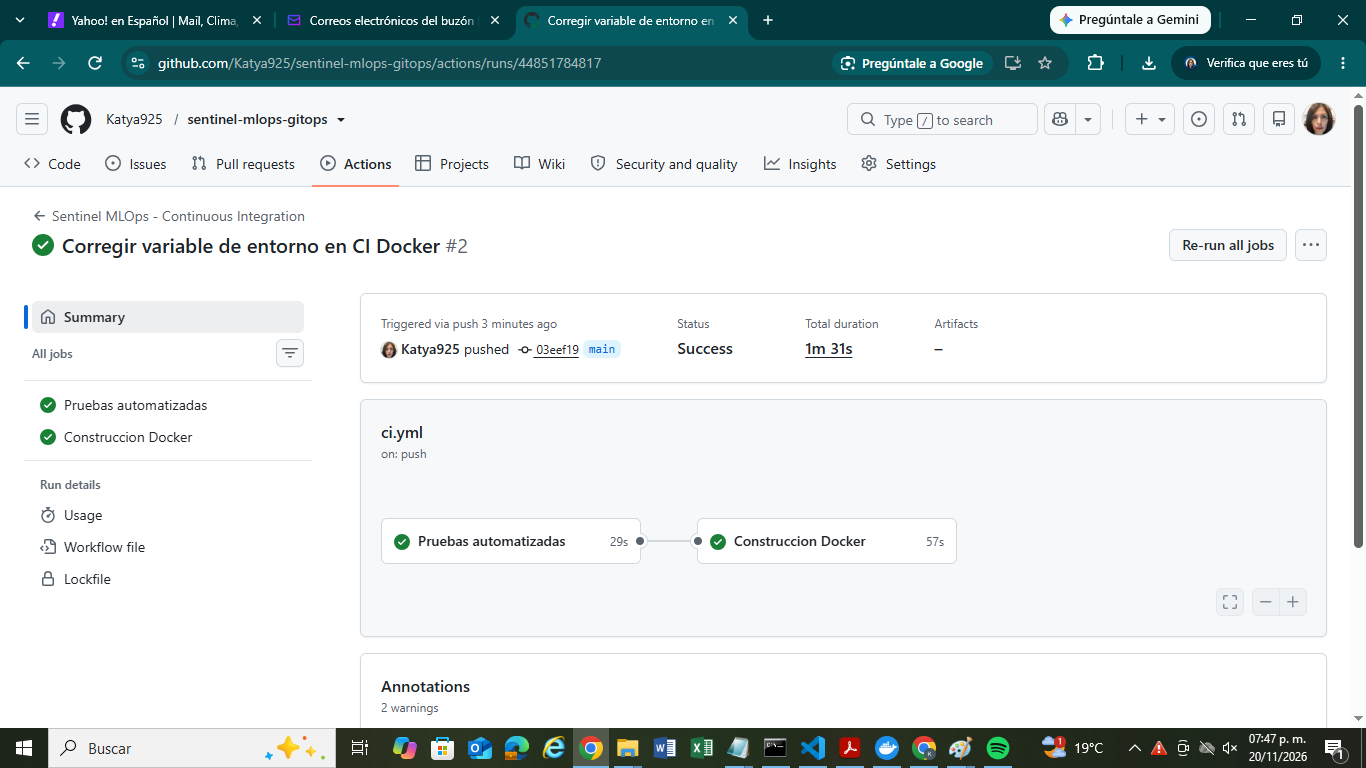 Yahoo! en Español | Mail, Clima,
Correos electrónicos del buzón
Corregir variable de entorno en
Pregúntale a Gemini
github.com/Katya925/sentinel-mlops-gitops/actions/runs/44851784817
Pregúntale a Google
Verifica que eres tú
Katya925 / sentinel-mlops-gitops
Type / to search
Code
Issues
Pull requests
Actions
Projects
Wiki
Security and quality
Insights
Settings
Sentinel MLOps - Continuous Integration
Corregir variable de entorno en CI Docker #2
Re-run all jobs
Summary
All jobs
Pruebas automatizadas
Construccion Docker
Run details
Usage
Workflow file
Lockfile
Triggered via push 3 minutes ago
Katya925 pushed 03eef19 main
Status
Success
Total duration
1m 31s
Artifacts
–
ci.yml
on: push
Pruebas automatizadas 29s
Construccion Docker 57s
Annotations
2 warnings
Buscar
1
19°C
07:47 p. m.
20/11/2026
1